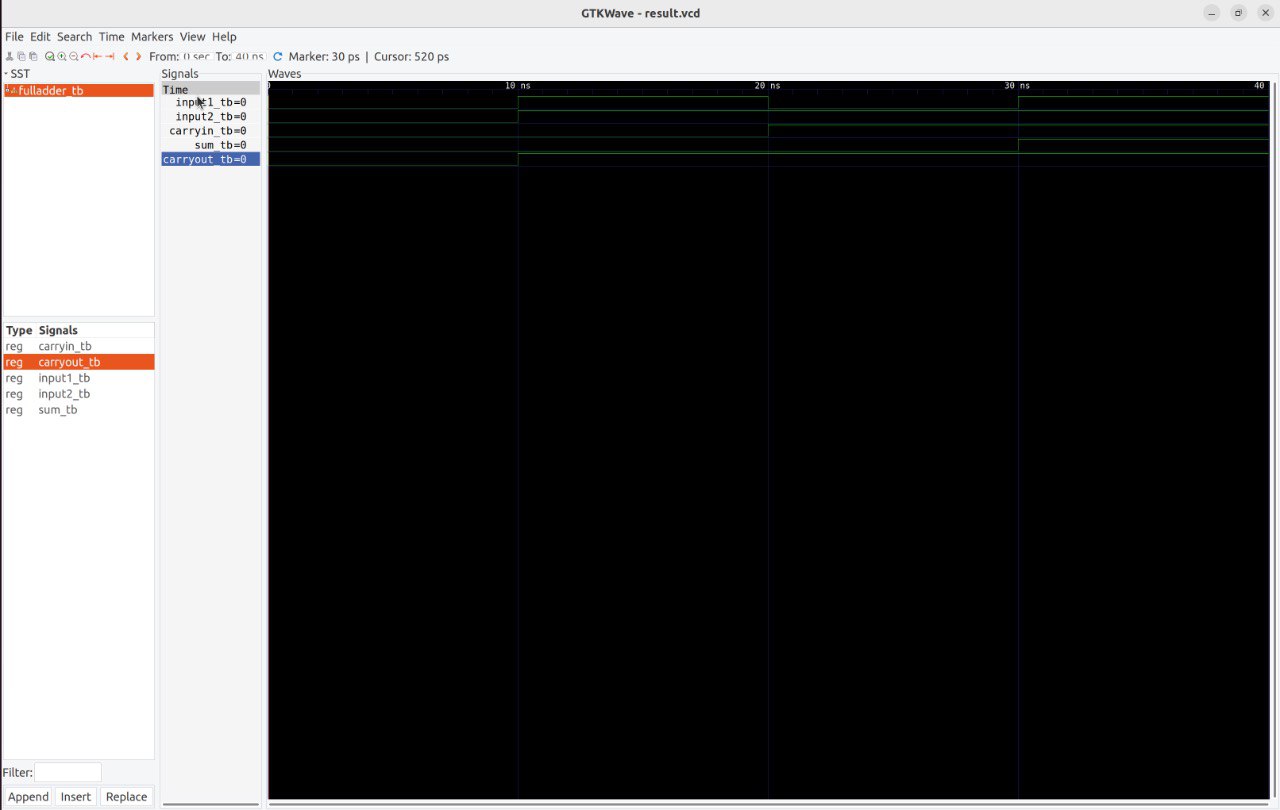 GTKWave - result.vcd
File Edit Search Time Markers View Help
From: 0 sec To: 40 ns Marker: 30 ps | Cursor: 520 ps
SST
fulladder_tb
Signals
Time
input1_tb=0
input2_tb=0
carryin_tb=0
sum_tb=0
carryout_tb=0
Waves
0 10 ns 20 ns 30 ns 40
Type Signals
reg carryin_tb
reg carryout_tb
reg input1_tb
reg input2_tb
reg sum_tb
Filter:
Append Insert Replace